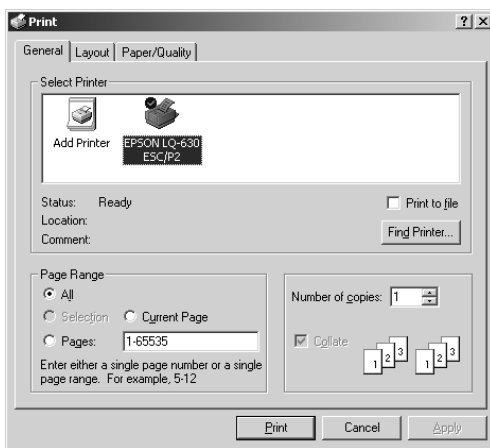 Print
General Layout Paper/Quality
Select Printer
Add Printer
EPSON LQ-630
ESC/P2
Status: Ready
Location:
Comment:
Print to file
Find Printer...
Page Range
All
Selection
Current Page
Pages: 1-65535
Enter either a single page number or a single
page range. For example, 5-12
Number of copies: 1
Collate
1 2 3 1 2 3
Print Cancel Apply